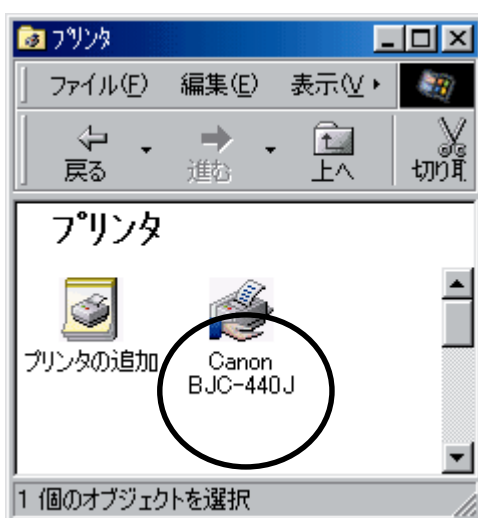 プリンタ
ファイル(F) 編集(E) 表示(V
戻る 進む 上へ 切り取
プリンタ
プリンタの追加
Canon
BJC-440J
1 個のオブジェクトを選択